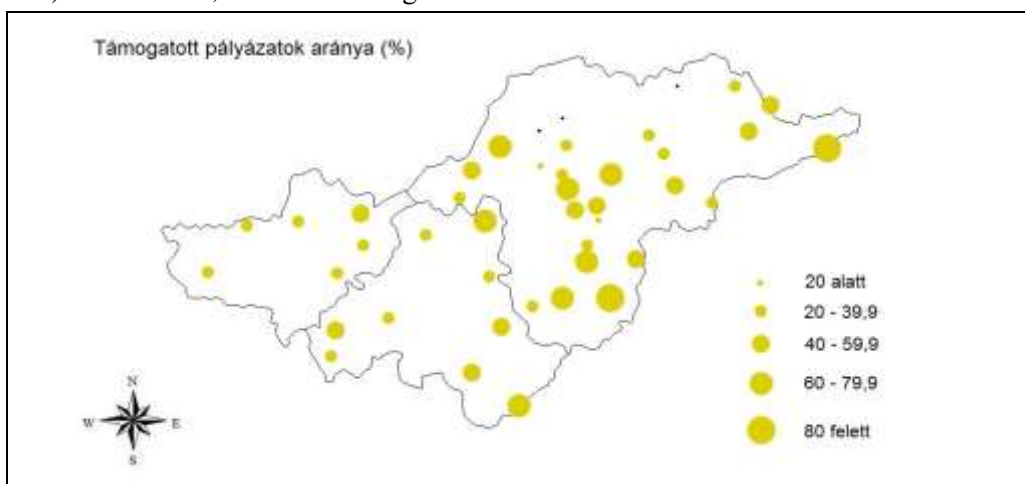 Támogatott pályázatok aránya (%)
20 alatt
20 - 39,9
40 - 59,9
60 - 79,9
80 felett
N
W E
S